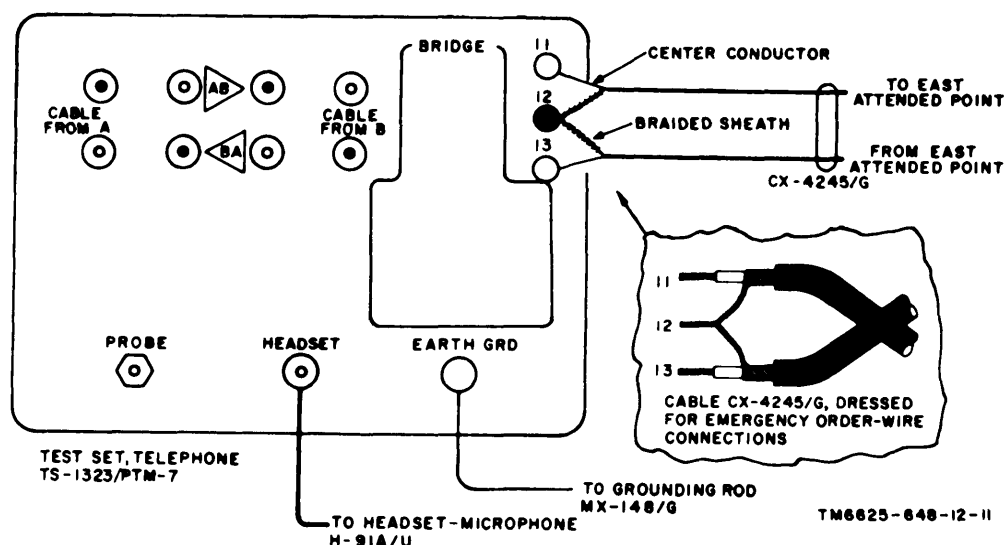 BRIDGE
11
CENTER CONDUCTOR
AB
12
TO EAST
ATTENDED POINT
CABLE
FROM A
CABLE
FROM B
BRAIDED SHEATH
BA
13
FROM EAST
ATTENDED POINT
CX-4245/G
11
12
13
PROBE
HEADSET
EARTH GRD
CABLE CX-4245/G, DRESSED
FOR EMERGENCY ORDER-WIRE
CONNECTIONS
TEST SET, TELEPHONE
TS-1323/PTM-7
TO GROUNDING ROD
MX-148/G
TO HEADSET-MICROPHONE
H-91A/U
TM6625-648-12-11